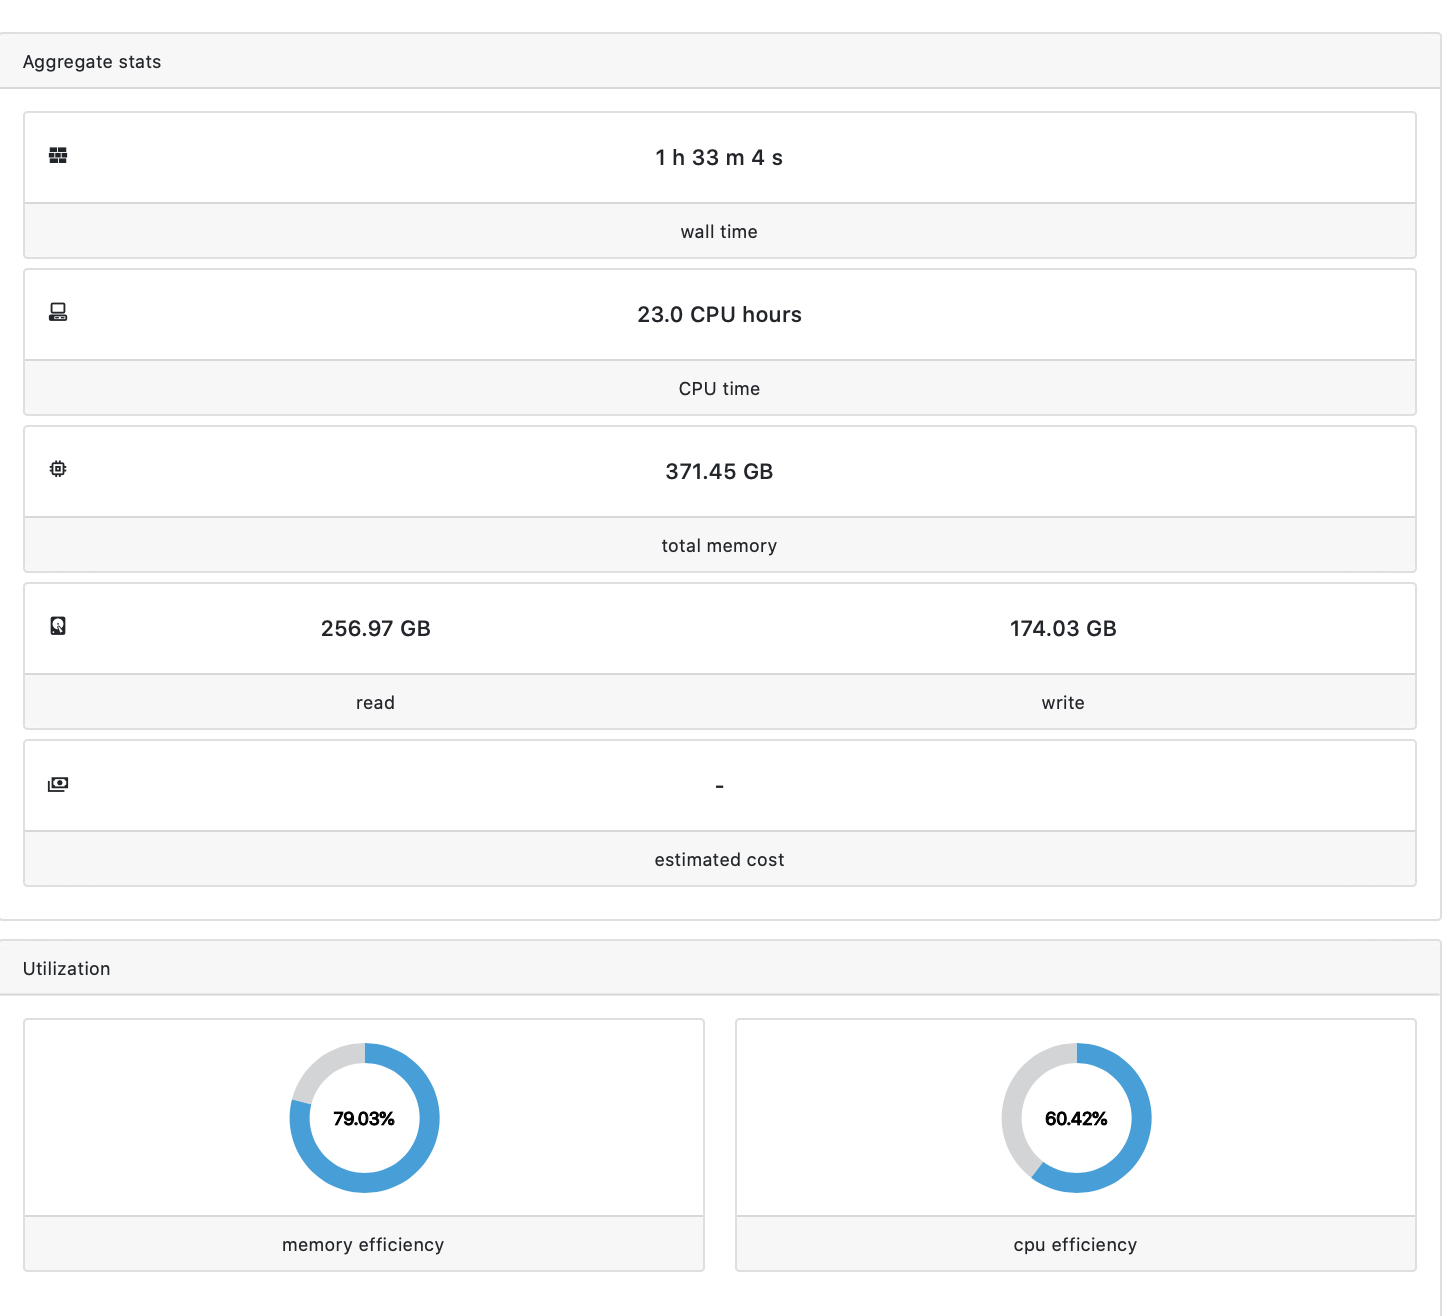 Aggregate stats
1 h 33 m 4 s
wall time
23.0 CPU hours
CPU time
371.45 GB
total memory
256.97 GB 174.03 GB
read write
-
estimated cost
Utilization
79.03% 60.42%
memory efficiency cpu efficiency